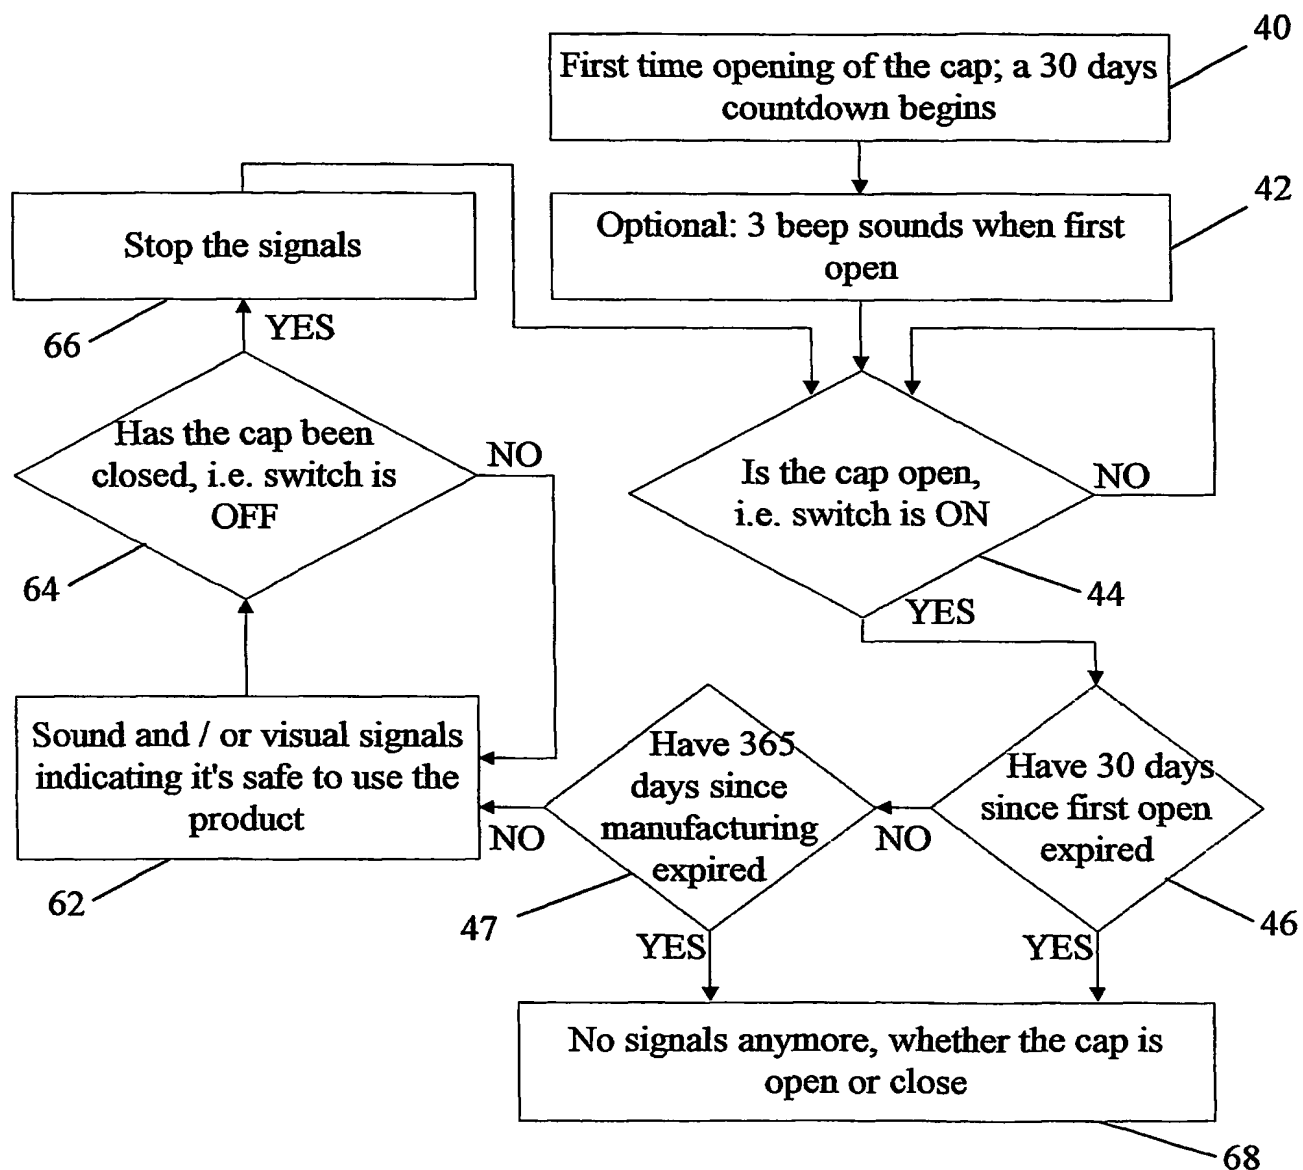 40
First time opening of the cap; a 30 days
countdown begins
42
Optional: 3 beep sounds when first
open
Stop the signals
66
YES
Has the cap been
closed, i.e. switch is
OFF
NO
64
Is the cap open,
i.e. switch is ON
NO
44
YES
Sound and / or visual signals
indicating it's safe to use the
product
62
Have 365
days since
manufacturing
expired
NO
47
YES
Have 30 days
since first open
expired
NO
46
YES
No signals anymore, whether the cap is
open or close
68